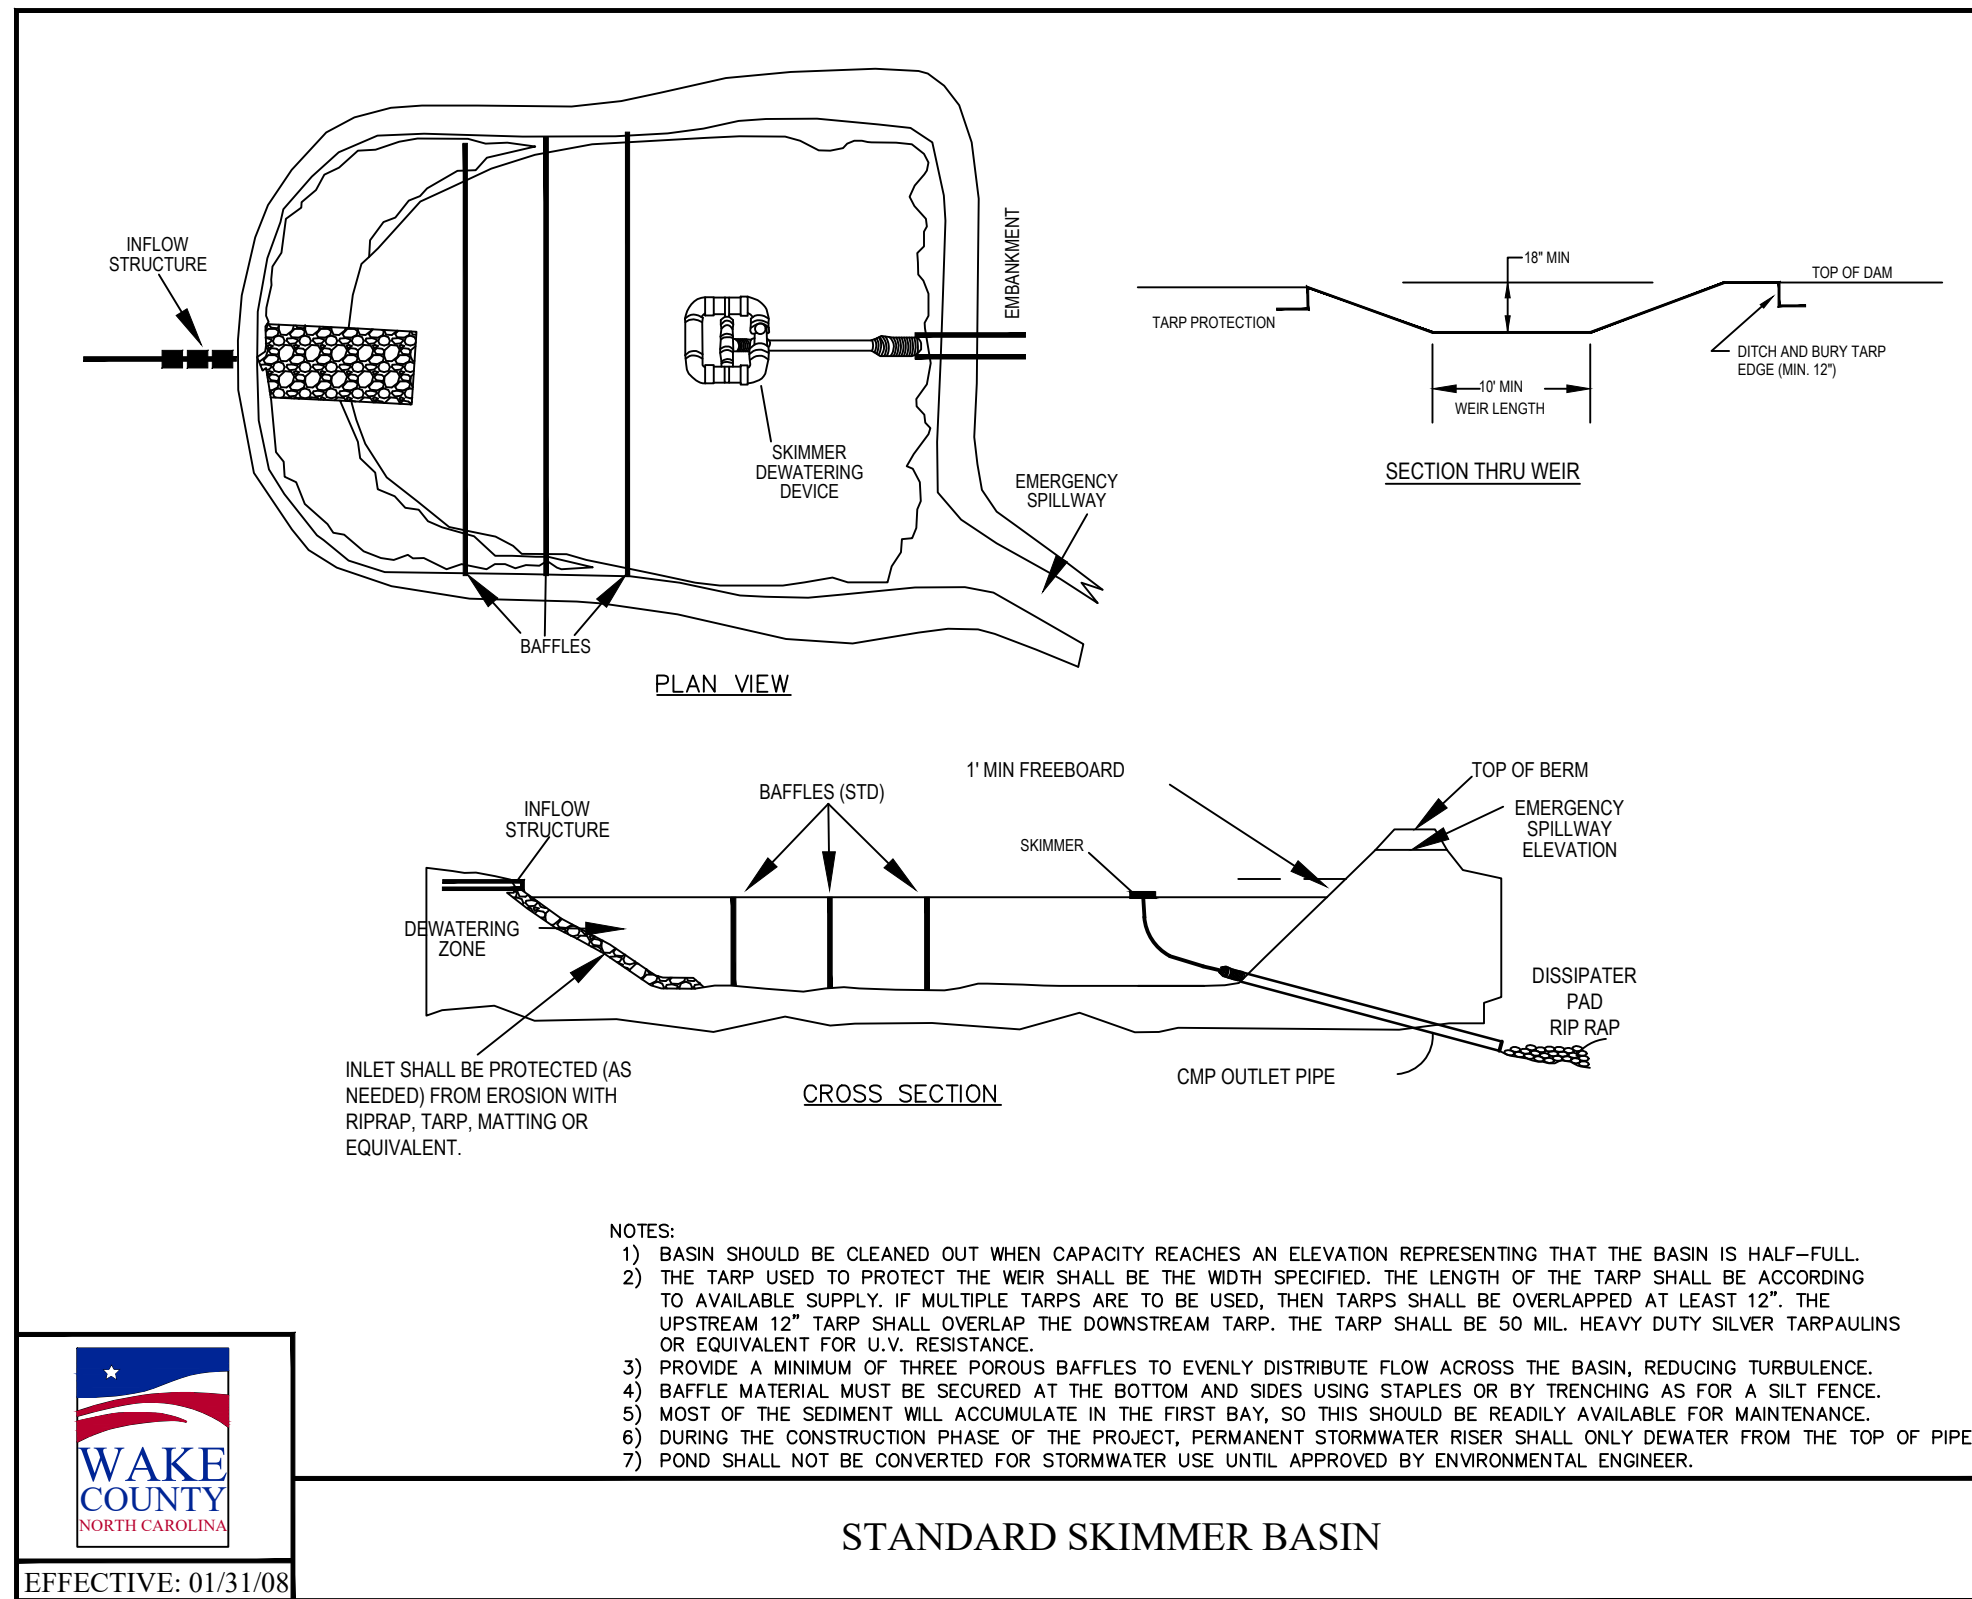 INFLOW
STRUCTURE
EMBANKMENT
SKIMMER
DEWATERING
DEVICE
EMERGENCY
SPILLWAY
BAFFLES
PLAN VIEW
18" MIN
TOP OF DAM
TARP PROTECTION
DITCH AND BURY TARP
EDGE (MIN. 12")
10' MIN
WEIR LENGTH
SECTION THRU WEIR
1' MIN FREEBOARD
TOP OF BERM
BAFFLES (STD)
INFLOW
STRUCTURE
EMERGENCY
SPILLWAY
ELEVATION
SKIMMER
DEWATERING
ZONE
DISSIPATER
PAD
RIP RAP
INLET SHALL BE PROTECTED (AS
NEEDED) FROM EROSION WITH
RIPRAP, TARP, MATTING OR
EQUIVALENT.
CMP OUTLET PIPE
CROSS SECTION
NOTES:
1) BASIN SHOULD BE CLEANED OUT WHEN CAPACITY REACHES AN ELEVATION REPRESENTING THAT THE BASIN IS HALF-FULL.
2) THE TARP USED TO PROTECT THE WEIR SHALL BE THE WIDTH SPECIFIED. THE LENGTH OF THE TARP SHALL BE ACCORDING
TO AVAILABLE SUPPLY. IF MULTIPLE TARPS ARE TO BE USED, THEN TARPS SHALL BE OVERLAPPED AT LEAST 12". THE
UPSTREAM 12" TARP SHALL OVERLAP THE DOWNSTREAM TARP. THE TARP SHALL BE 50 MIL. HEAVY DUTY SILVER TARPAULINS
OR EQUIVALENT FOR U.V. RESISTANCE.
3) PROVIDE A MINIMUM OF THREE POROUS BAFFLES TO EVENLY DISTRIBUTE FLOW ACROSS THE BASIN, REDUCING TURBULENCE.
4) BAFFLE MATERIAL MUST BE SECURED AT THE BOTTOM AND SIDES USING STAPLES OR BY TRENCHING AS FOR A SILT FENCE.
5) MOST OF THE SEDIMENT WILL ACCUMULATE IN THE FIRST BAY, SO THIS SHOULD BE READILY AVAILABLE FOR MAINTENANCE.
6) DURING THE CONSTRUCTION PHASE OF THE PROJECT, PERMANENT STORMWATER RISER SHALL ONLY DEWATER FROM THE TOP OF PIPE
7) POND SHALL NOT BE CONVERTED FOR STORMWATER USE UNTIL APPROVED BY ENVIRONMENTAL ENGINEER.
WAKE
COUNTY
NORTH CAROLINA
EFFECTIVE: 01/31/08
STANDARD SKIMMER BASIN